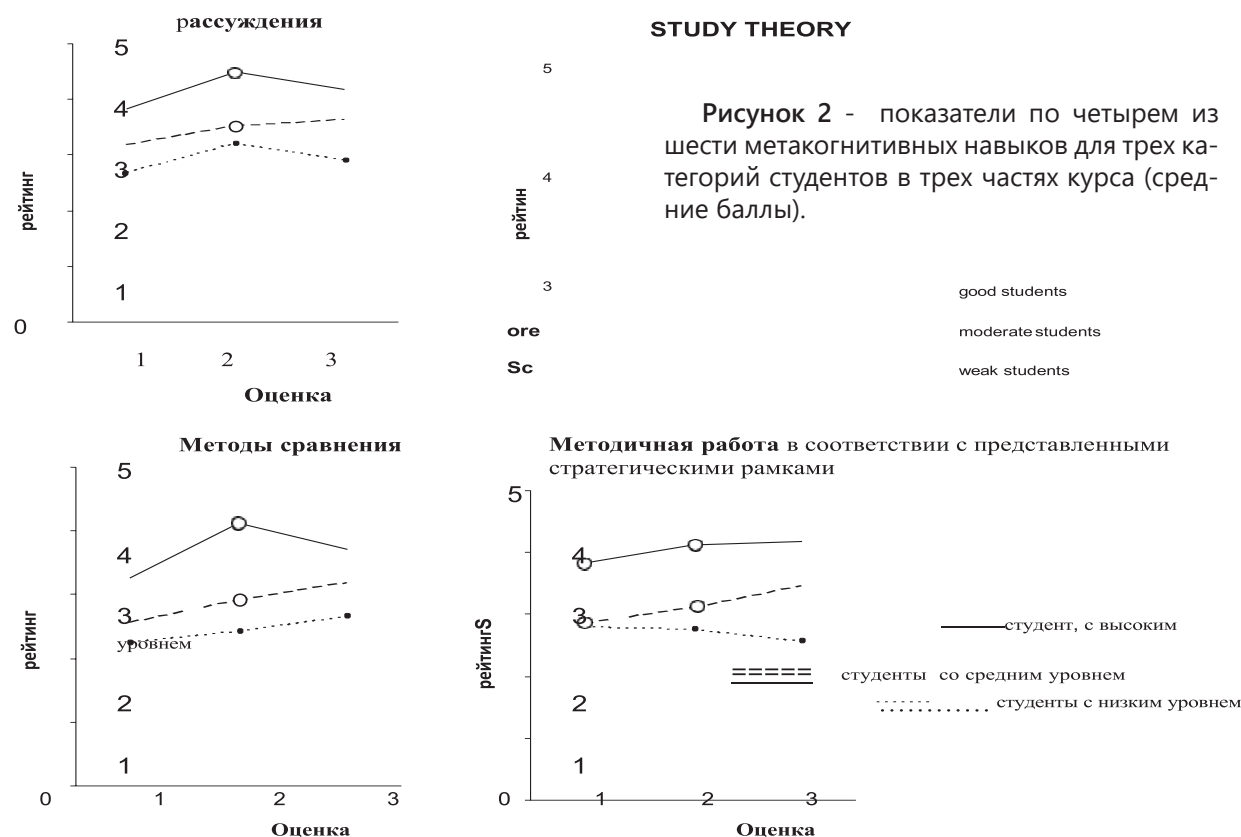 рассуждения
5
4
3
2
1
0
рейтинг
1 2 3
Оценка
STUDY THEORY
5
4
3
рейтин
ore
Sc
Рисунок 2 - показатели по четырем из
шести метакогнитивных навыков для трех ка-
тегорий студентов в трех частях курса (сред-
ние баллы).
good students
moderate students
weak students
Методы сравнения
5
4
3
уровнем
2
1
0
рейтинг
1 2 3
Оценка
Методичная работа в соответствии с представленными
стратегическими рамками
5
4
3
2
1
0
рейтингS
1 2 3
Оценка
студент, с высоким
студенты со средним уровнем
студенты с низким уровнем